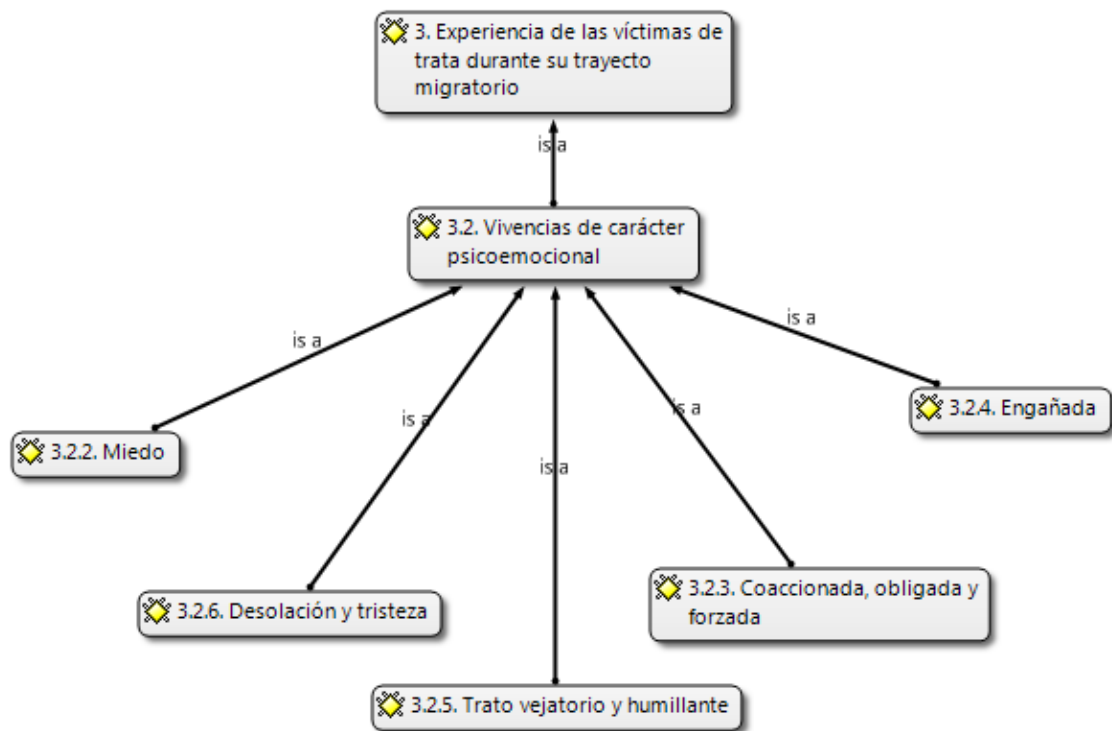 3. Experiencia de las víctimas de
trata durante su trayecto
migratorio
is a
3.2. Vivencias de carácter
psicoemocional
is a
is a
is a
is a
is a
3.2.4. Engañada
3.2.2. Miedo
3.2.3. Coaccionada, obligada y
forzada
3.2.6. Desolación y tristeza
3.2.5. Trato vejatorio y humillante